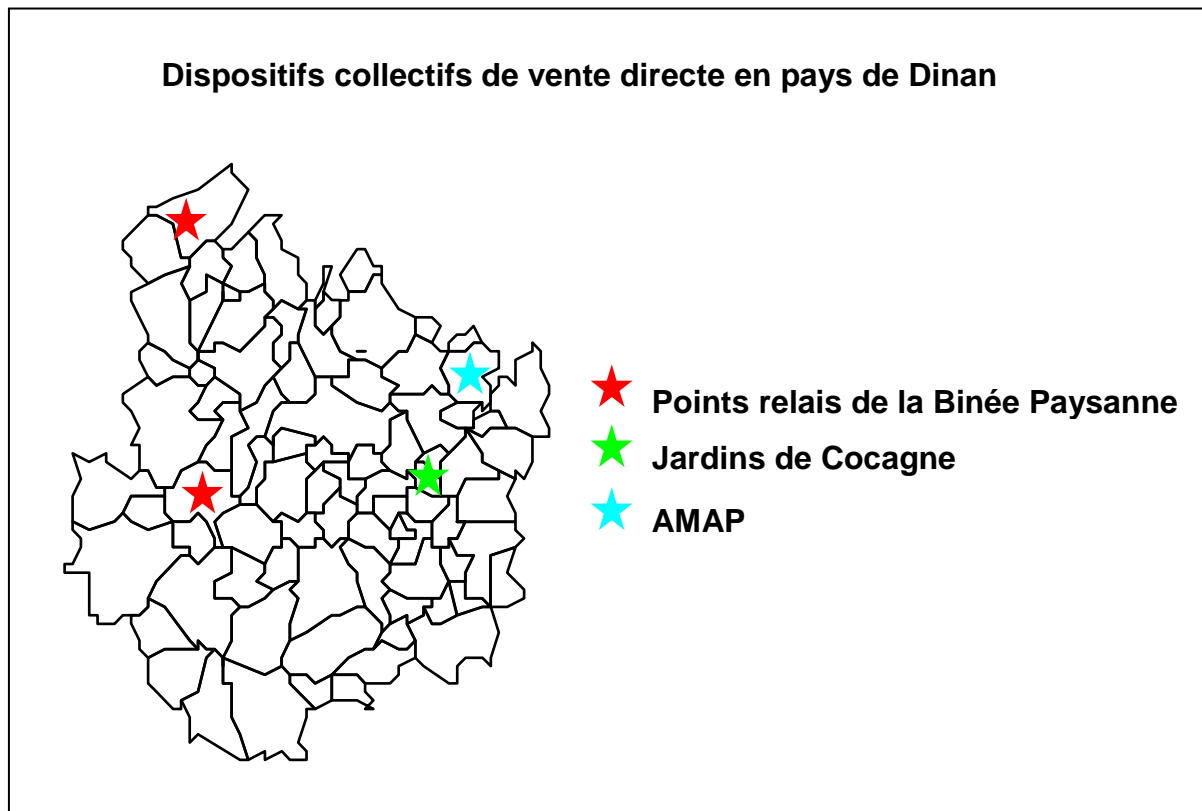 Dispositifs collectifs de vente directe en pays de Dinan
Points relais de la Binée Paysanne
Jardins de Cocagne
AMAP